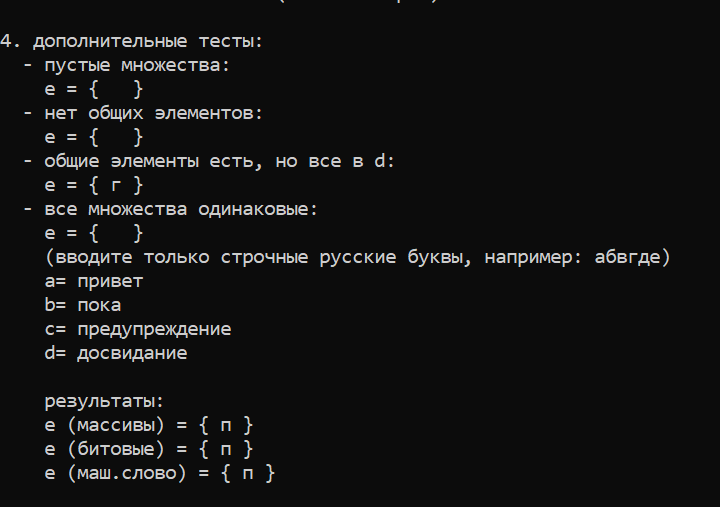 4. дополнительные тесты:
- пустые множества:
e = { }
- нет общих элементов:
e = { }
- общие элементы есть, но все в d:
e = { г }
- все множества одинаковые:
e = { }
(вводите только строчные русские буквы, например: абвгде)
a= привет
b= пока
c= предупреждение
d= досвидание
результаты:
e (массивы) = { п }
e (битовые) = { п }
e (маш.слово) = { п }